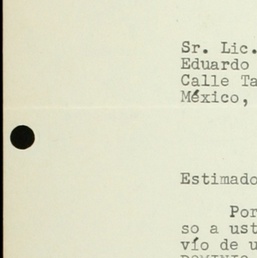 Sr. Lic.
Eduardo
Calle Ta
México,
Estimado
Por
so a ust
vío de u